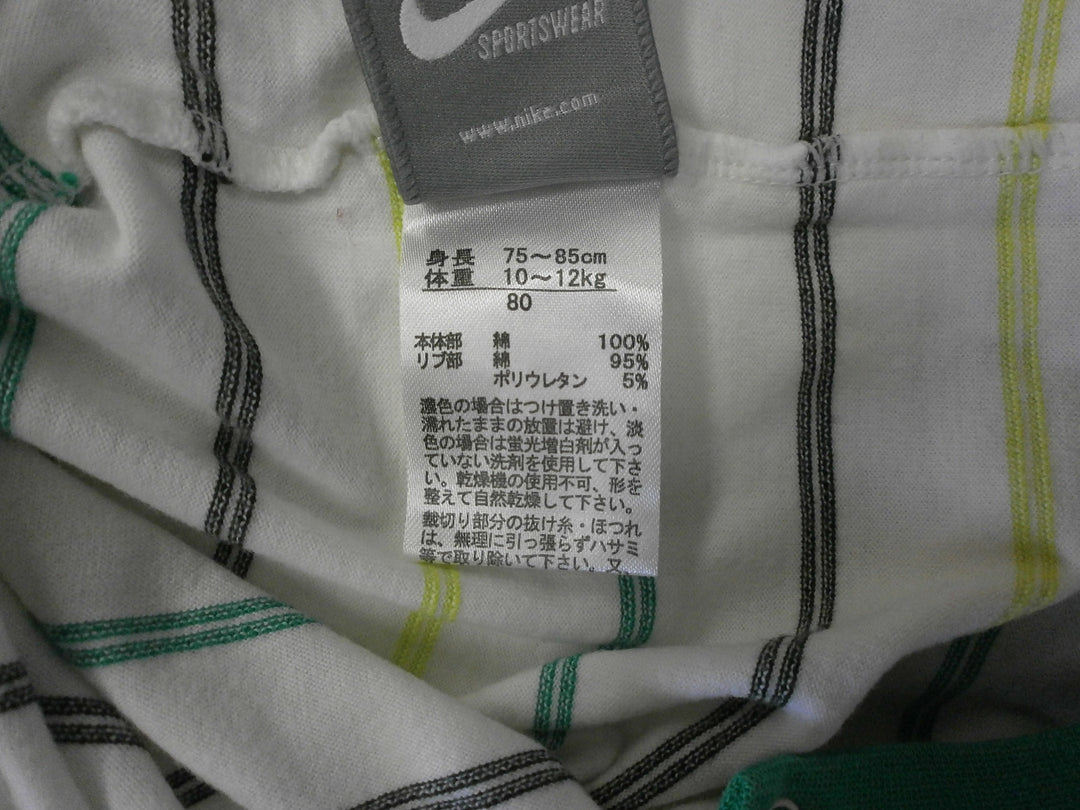 SPORTSWEAR
www.nike.com
身長 75～85cm
体重 10～12kg
80
本体部 綿 100%
リブ部 綿 95%
ポリウレタン 5%
濃色の場合はつけ置き洗い・
濡れたままの放置は避け、淡
色の場合は蛍光増白剤が入っ
ていない洗剤を使用して下さ
い。乾燥機の使用不可、形を
整えて自然乾燥して下さい。
裁切り部分の抜け糸・ほつれ
は、無理に引っ張らずハサミ
等で取り除いて下さい。又、